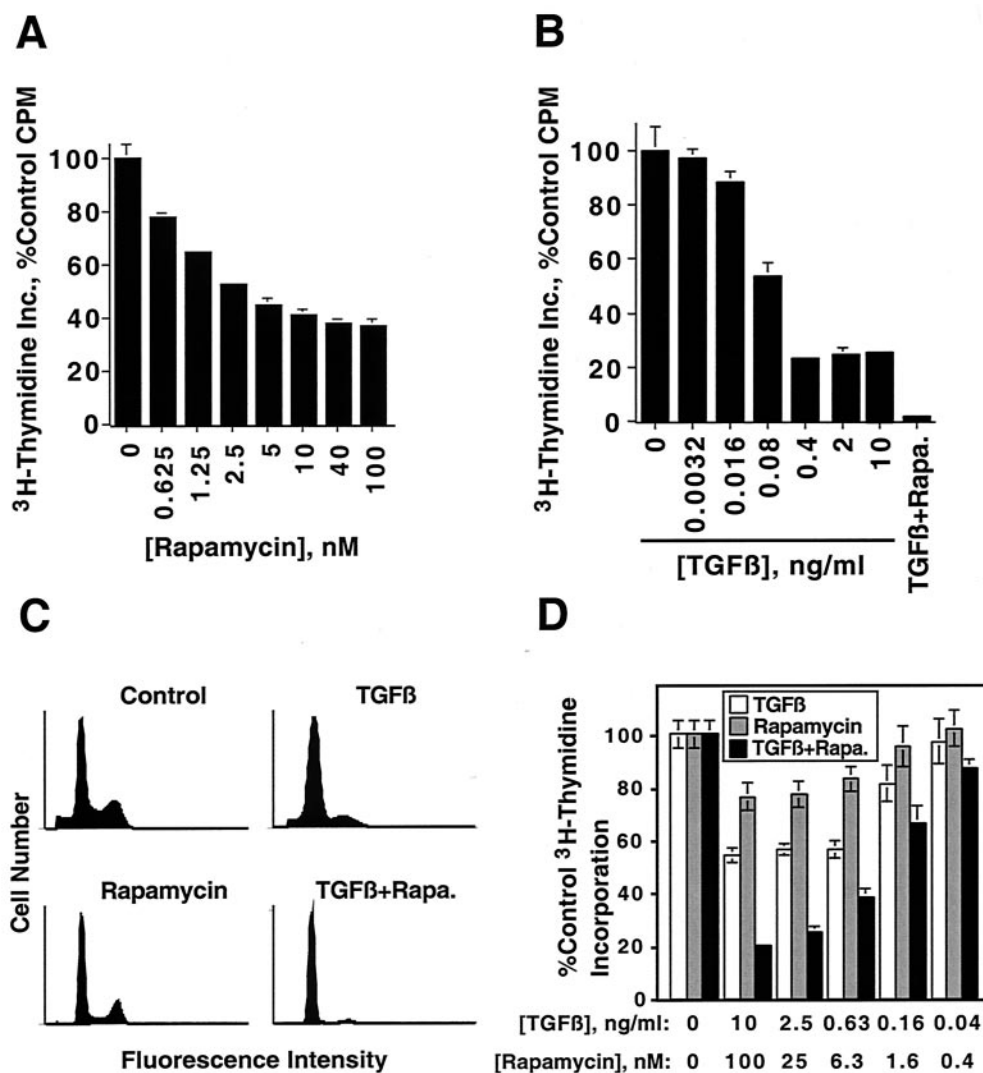 A
³H-Thymidine Inc., %Control CPM
100
80
60
40
20
0
0 0.625 1.25 2.5 5 10 40 100
[Rapamycin], nM
B
³H-Thymidine Inc., %Control CPM
100
80
60
40
20
0
0 0.0032 0.016 0.08 0.4 2 10 TGFß+Rapa.
[TGFß], ng/ml
C
Control
TGFß
Rapamycin
TGFß+Rapa.
Cell Number
Fluorescence Intensity
D
TGFß
Rapamycin
TGFß+Rapa.
%Control ³H-Thymidine
Incorporation
100
80
60
40
20
0
[TGFß], ng/ml: 0 10 2.5 0.63 0.16 0.04
[Rapamycin], nM: 0 100 25 6.3 1.6 0.4